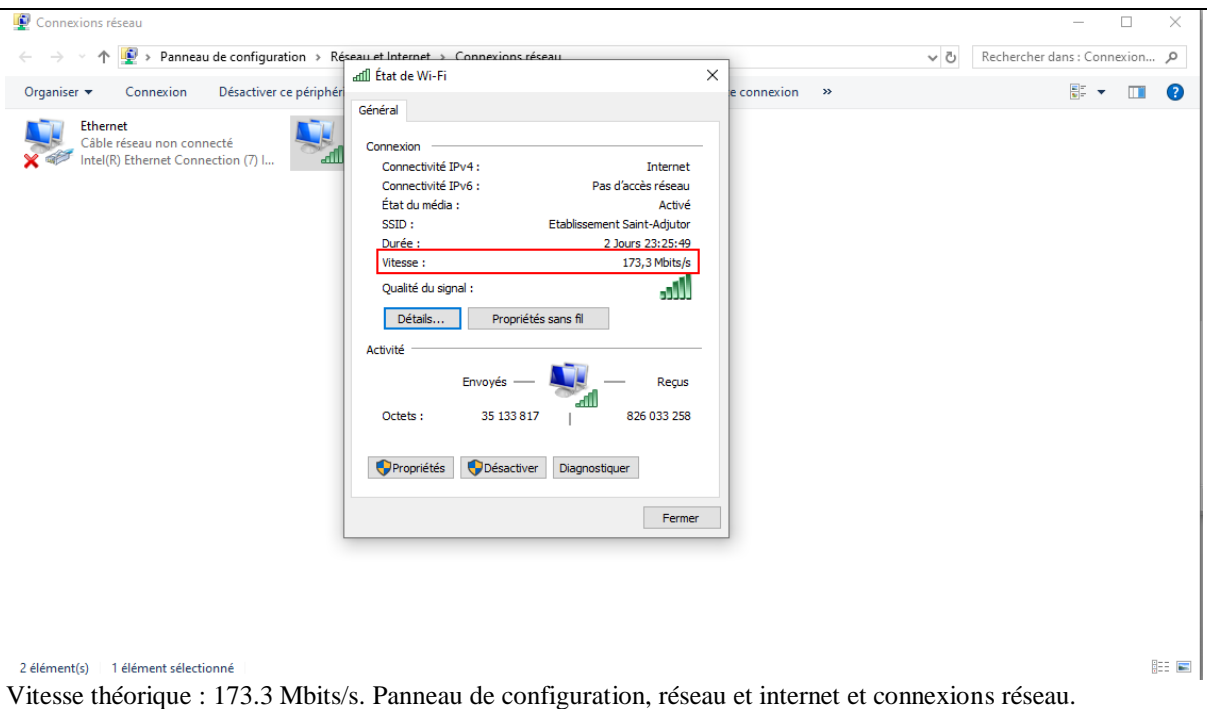 Connexions réseau
Panneau de configuration › Réseau et Internet › Connexions réseau
Rechercher dans : Connexion...
Organiser
Connexion
Désactiver ce périphér
e connexion
»
Ethernet
Câble réseau non connecté
Intel(R) Ethernet Connection (7) I...
État de Wi-Fi
Général
Connexion
Connectivité IPv4 : Internet
Connectivité IPv6 : Pas d'accès réseau
État du média : Activé
SSID : Etablissement Saint-Adjutor
Durée : 2 Jours 23:25:49
Vitesse : 173,3 Mbits/s
Qualité du signal :
Détails... Propriétés sans fil
Activité
Envoyés — — Reçus
Octets : 35 133 817 | 826 033 258
Propriétés Désactiver Diagnostiquer
Fermer
2 élément(s) 1 élément sélectionné
Vitesse théorique : 173.3 Mbits/s. Panneau de configuration, réseau et internet et connexions réseau.